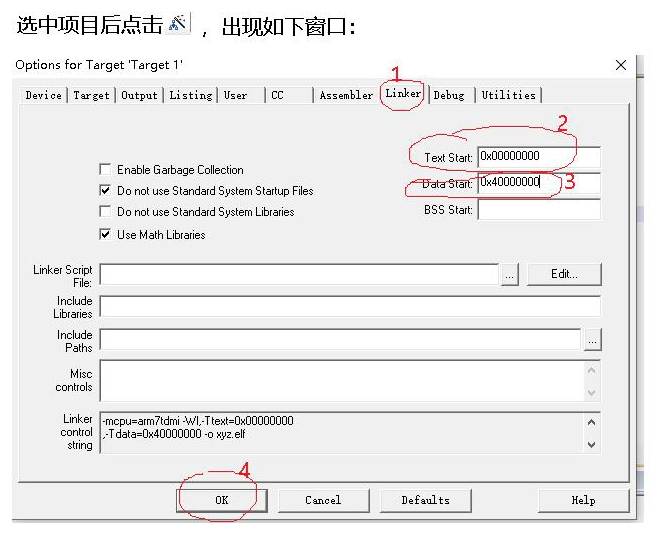 选中项目后点击 ，出现如下窗口：
Options for Target 'Target 1'
1
Device Target Output Listing User CC Assembler Linker Debug Utilities
2
Text Start: 0x00000000
Enable Garbage Collection
Data Start: 0x40000000 3
Do not use Standard System Startup Files
BSS Start:
Do not use Standard System Libraries
Use Math Libraries
Linker Script File: ... Edit...
Include Libraries
Include Paths ...
Misc controls
Linker control string
-mcpu=arm7tdmi -Wl,-Ttext=0x00000000
,-Tdata=0x40000000 -o xyz.elf
4
OK Cancel Defaults Help